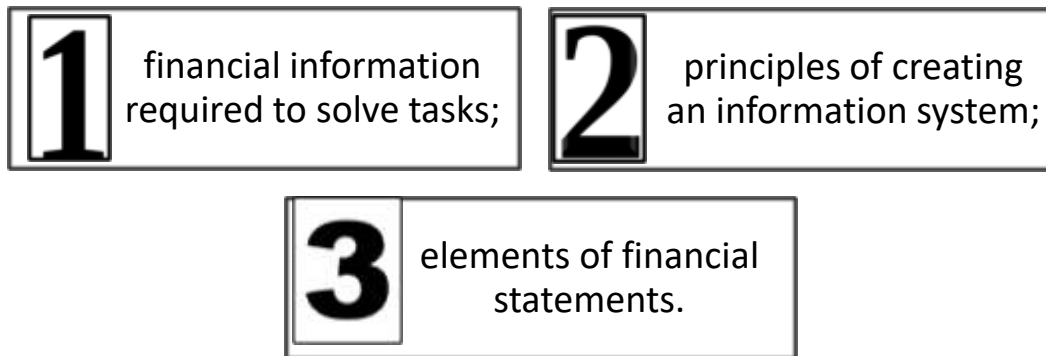 1
financial information
required to solve tasks;
2
principles of creating
an information system;
3
elements of financial
statements.